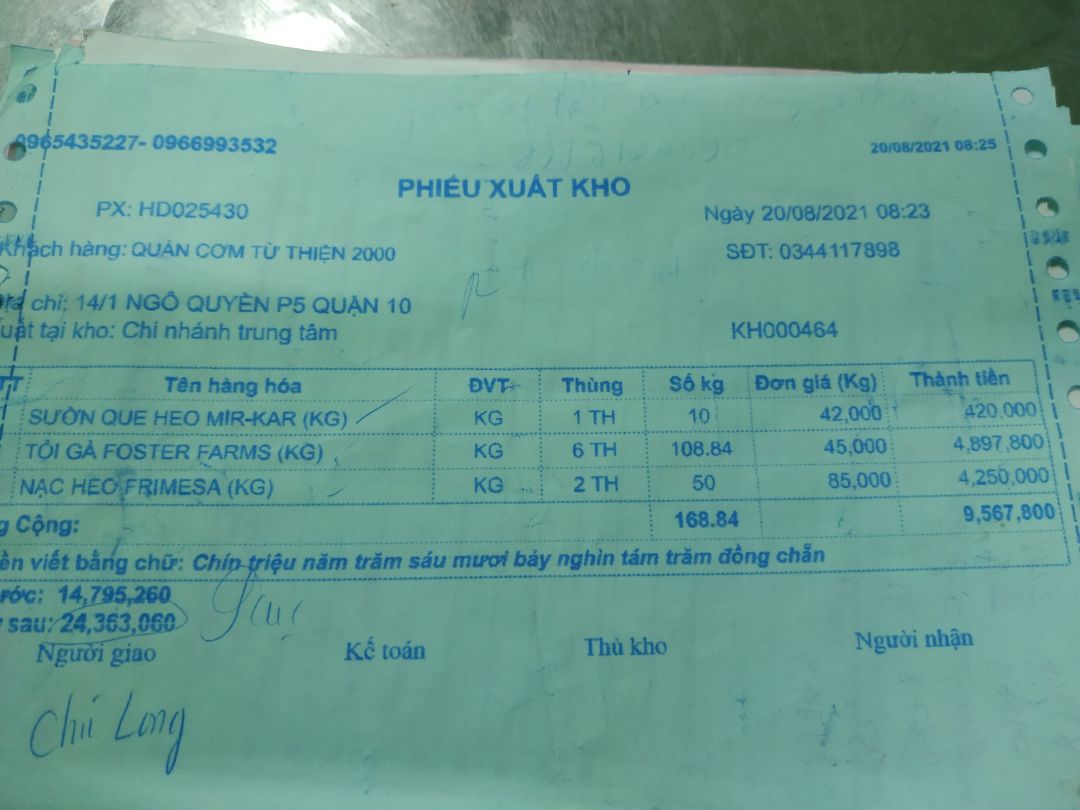 0965435227- 0966993532 20/08/2021 08:25
PHIẾU XUẤT KHO
PX: HD025430 Ngày 20/08/2021 08:23
Khách hàng: QUÁN CƠM TỪ THIỆN 2000 SĐT: 0344117898
chỉ: 14/1 NGÔ QUYỀN P5 QUẬN 10
uất tại kho: Chi nhánh trung tâm KH000464
TT Tên hàng hóa ĐVT Thùng Số kg Đơn giá (Kg) Thành tiền
SƯỜN QUE HEO MIR-KAR (KG) KG 1 TH 10 42,000 420,000
TỎI GÀ FOSTER FARMS (KG) KG 6 TH 108.84 45,000 4,897,800
NẠC HEO FRIMESA (KG) KG 2 TH 50 85,000 4,250,000
g Cộng: 168.84 9,567,800
ền viết bằng chữ: Chín triệu năm trăm sáu mươi bảy nghìn tám trăm đồng chẵn
ước: 14,795,260
sau: 24,363,060
Người giao Kế toán Thủ kho Người nhận
Chú Long